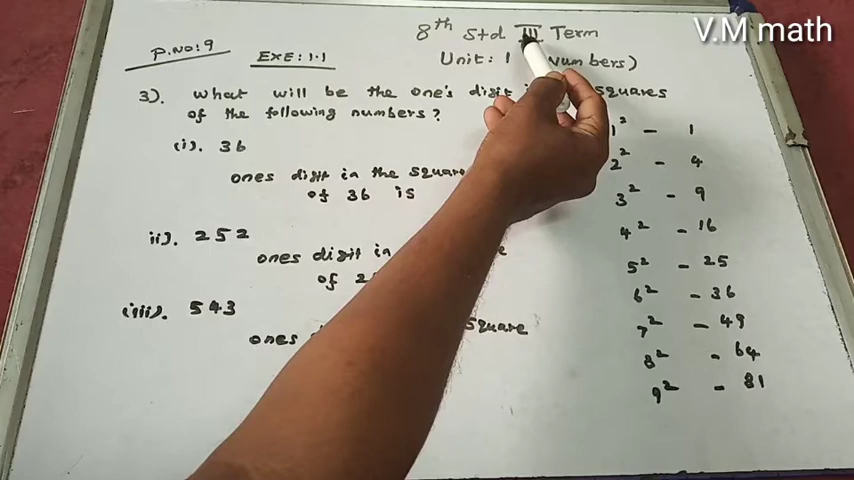 V.M math
8th Std III Term
P.No: 9
Exe: 1.1
Unit: 1 Numbers)
3). What will be the one's digit squares
of the following numbers?
(i). 36
ones digit in the square
of 36 is
ii). 252
ones digit in
of
(iii). 543
ones square
1² - 1
2² - 4
3² - 9
4² - 16
5² - 25
6² - 36
7² - 49
8² - 64
9² - 81